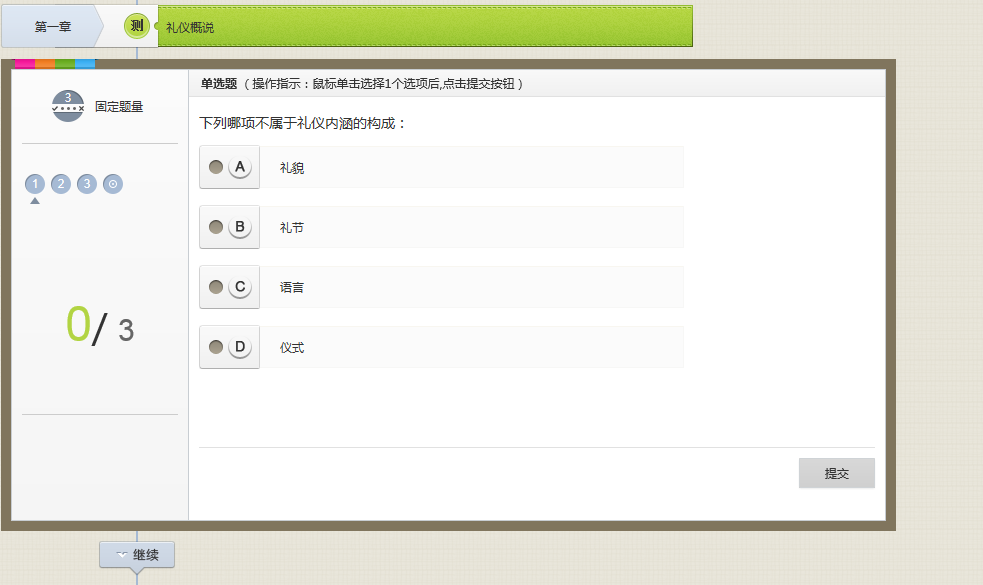 第一章
测
礼仪概说
3
固定题量
1 2 3
0/ 3
单选题 （操作指示：鼠标单击选择1个选项后,点击提交按钮）
下列哪项不属于礼仪内涵的构成：
A 礼貌
B 礼节
C 语言
D 仪式
提交
继续